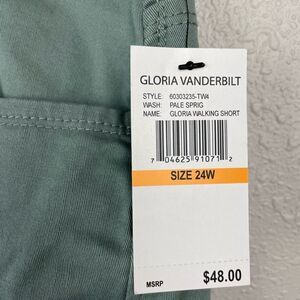 GLORIA VANDERBILT
STYLE: 60303235-TW4
WASH: PALE SPRIG
NAME: GLORIA WALKING SHORT
7 04625 91071 2
SIZE 24W
MSRP $48.00